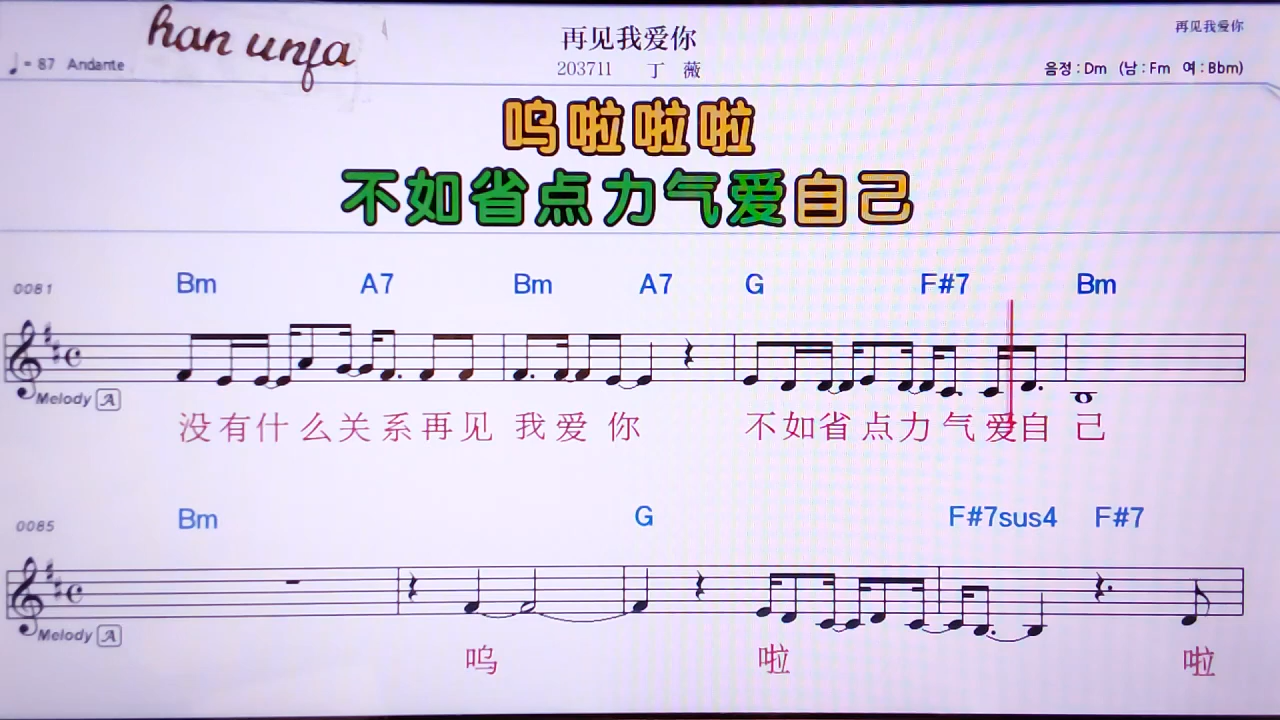 han unfa
再见我爱你
再见我爱你
♩= 87 Andante
203711 丁薇
음정 : Dm (남 : Fm 여 : Bbm)
呜啦啦啦
不如省点力气爱自己
0081 Bm A7 Bm A7 G F#7 Bm
Melody A
没有什么关系再见 我爱你 不如省点力气爱自己
0085 Bm G F#7sus4 F#7
Melody A
呜 啦 啦